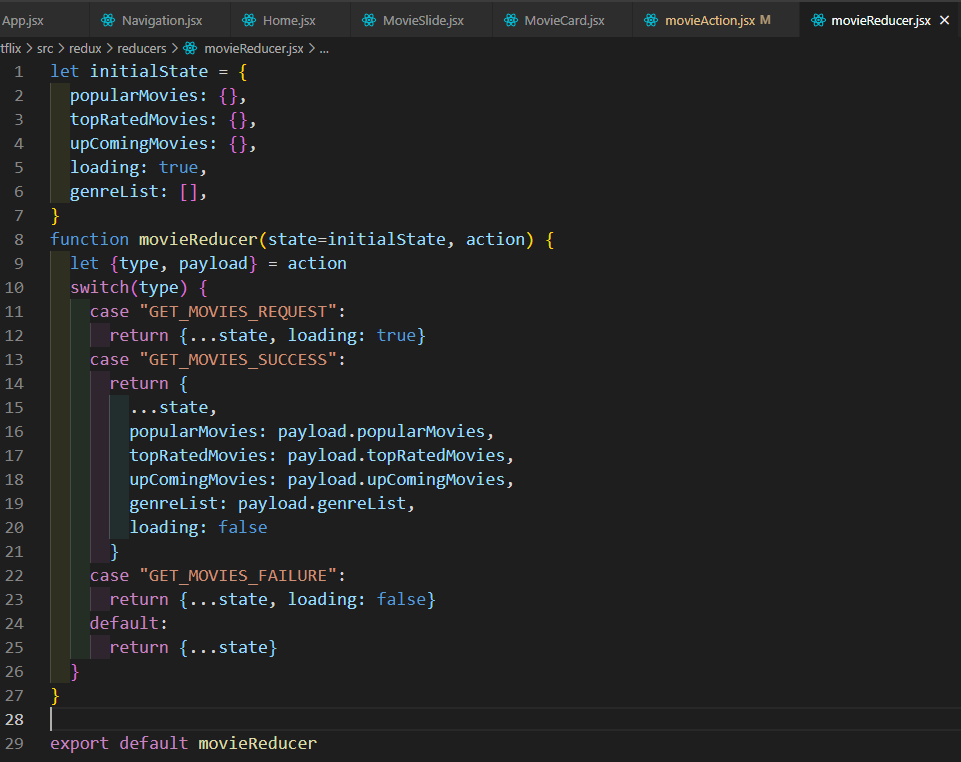 App.jsx Navigation.jsx Home.jsx MovieSlide.jsx MovieCard.jsx movieAction.jsx M movieReducer.jsx ×
tflix > src > redux > reducers > movieReducer.jsx > ...
1 let initialState = {
2 popularMovies: {},
3 topRatedMovies: {},
4 upComingMovies: {},
5 loading: true,
6 genreList: [],
7 }
8 function movieReducer(state=initialState, action) {
9 let {type, payload} = action
10 switch(type) {
11 case "GET_MOVIES_REQUEST":
12 return {...state, loading: true}
13 case "GET_MOVIES_SUCCESS":
14 return {
15 ...state,
16 popularMovies: payload.popularMovies,
17 topRatedMovies: payload.topRatedMovies,
18 upComingMovies: payload.upComingMovies,
19 genreList: payload.genreList,
20 loading: false
21 }
22 case "GET_MOVIES_FAILURE":
23 return {...state, loading: false}
24 default:
25 return {...state}
26 }
27 }
28
29 export default movieReducer